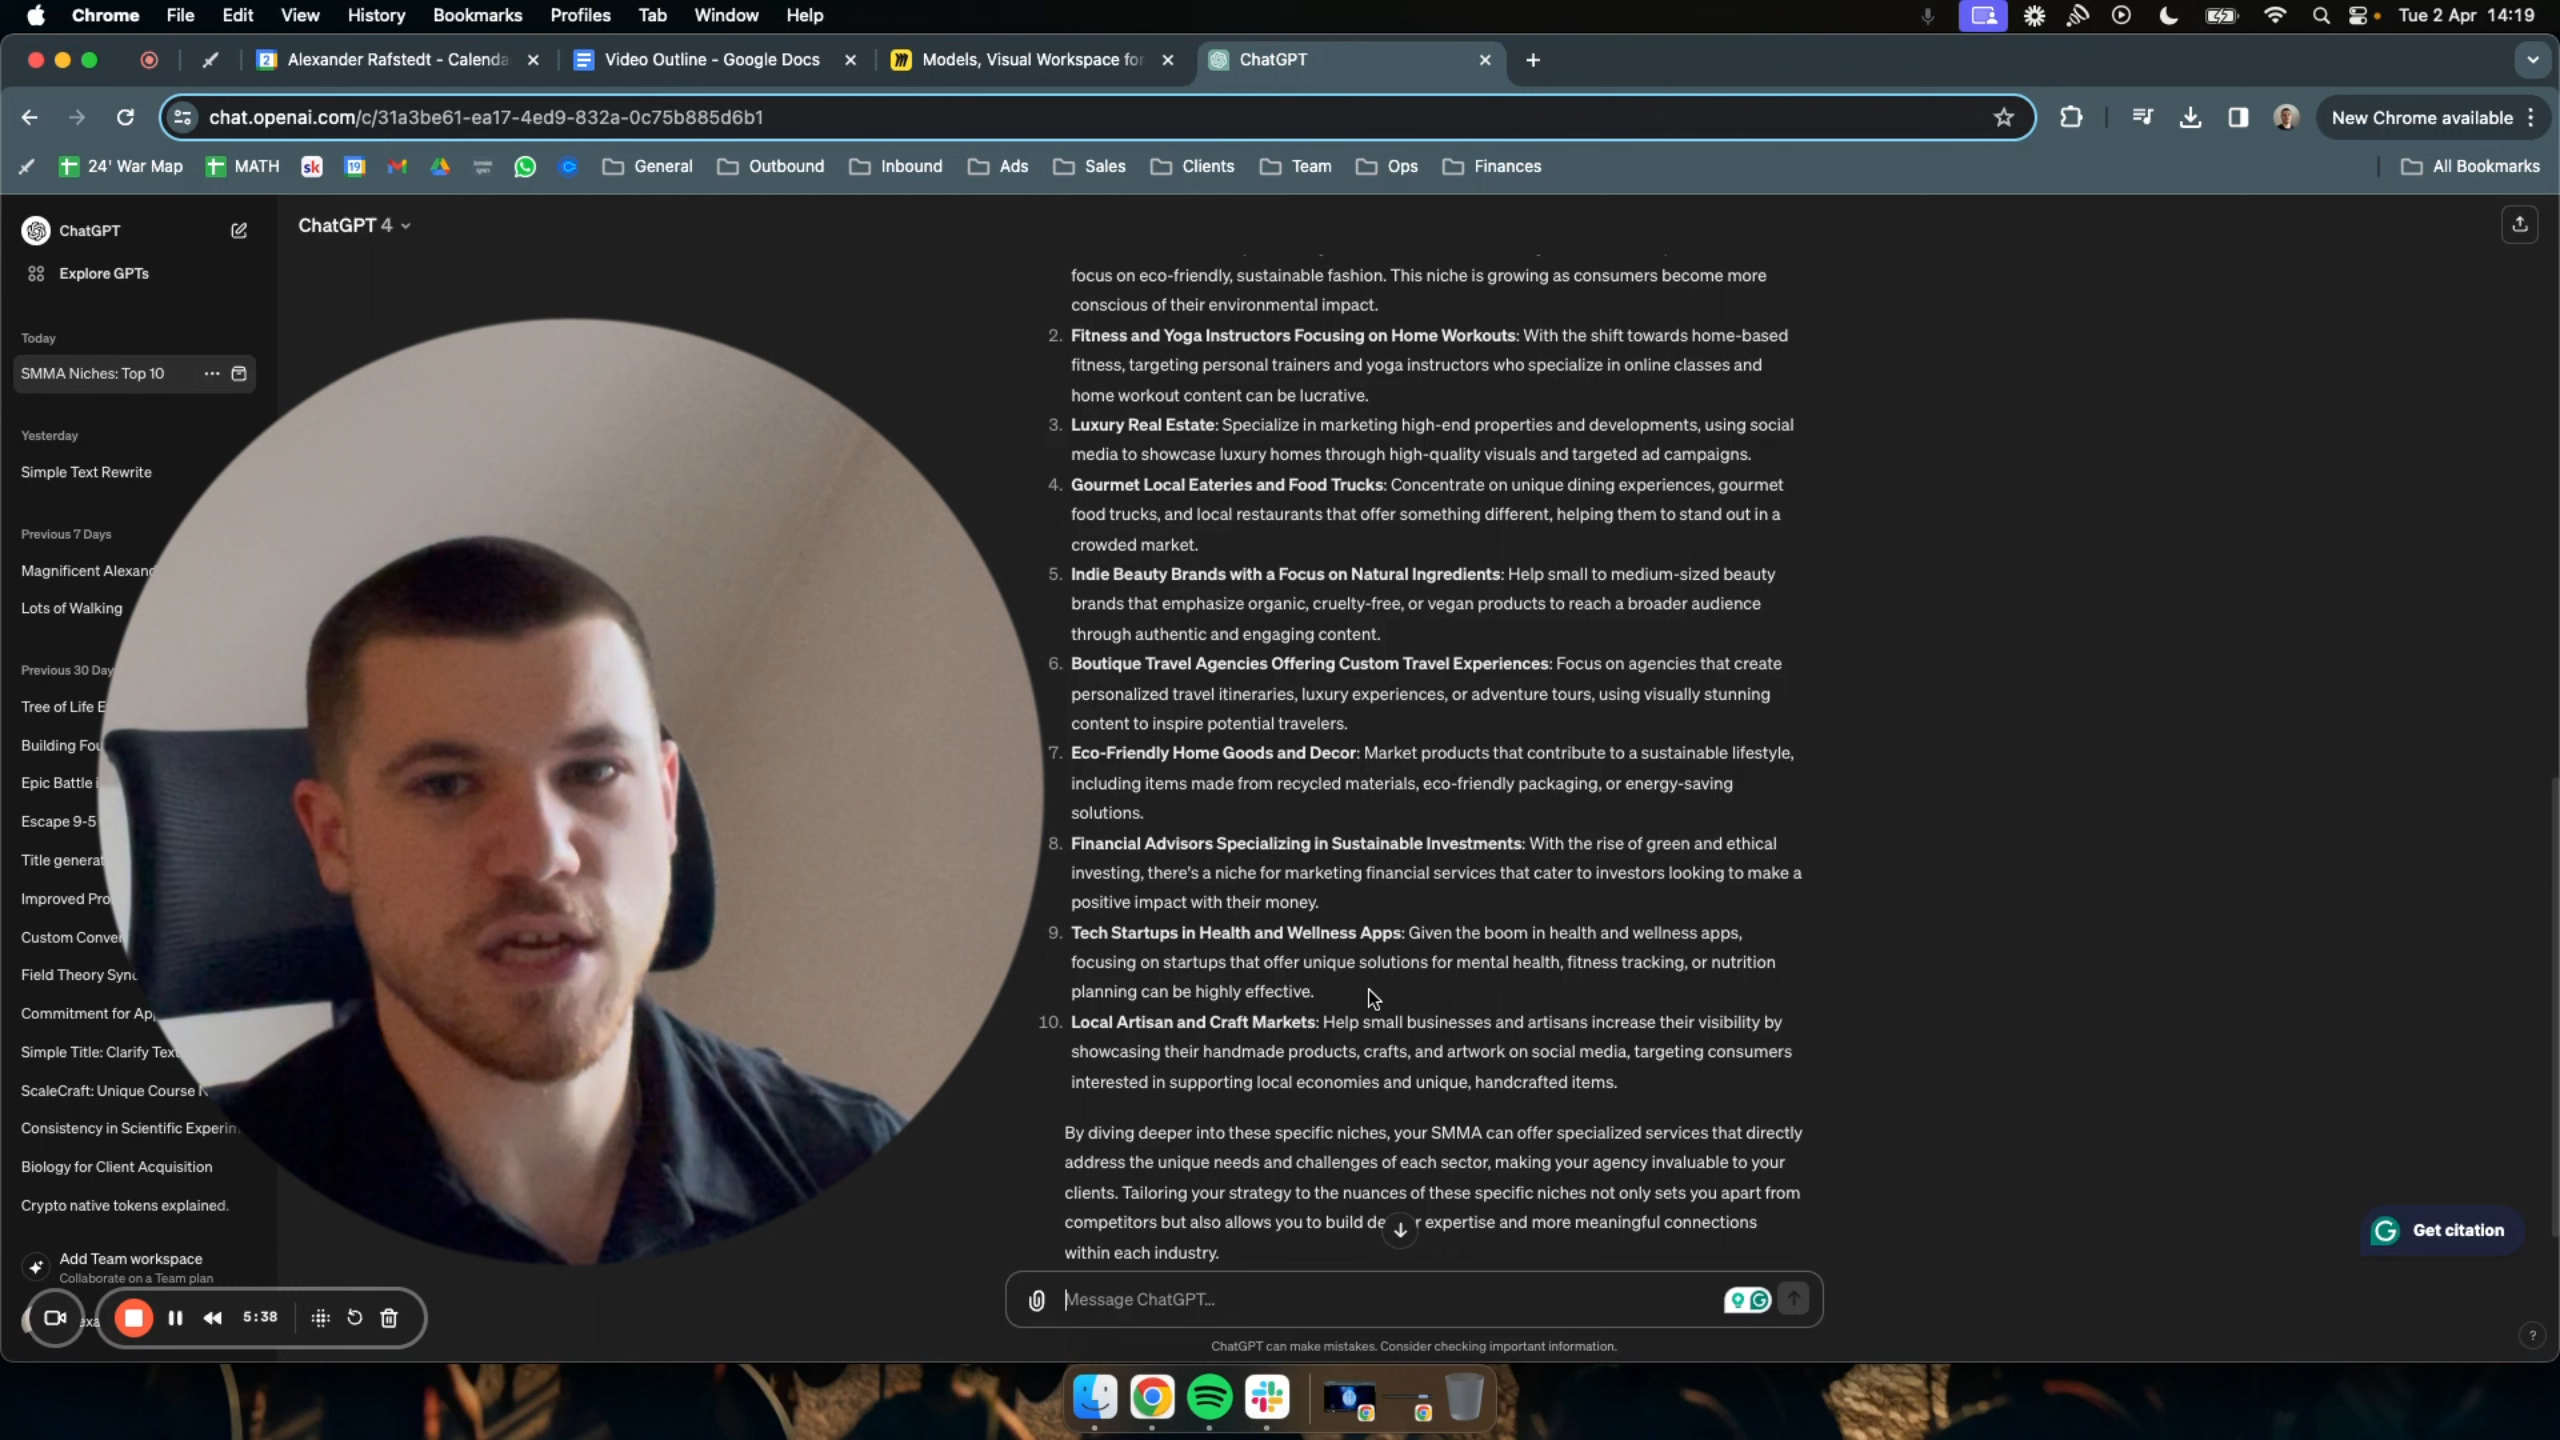 Chrome File Edit View History Bookmarks Profiles Tab Window Help Tue 2 Apr 14:19
Alexander Rafstedt - Calenda Video Outline - Google Docs Models, Visual Workspace for ChatGPT
chat.openai.com/c/31a3be61-ea17-4ed9-832a-0c75b885d6b1 New Chrome available
24' War Map MATH sk 19 General Outbound Inbound Ads Sales Clients Team Ops Finances All Bookmarks
ChatGPT
Explore GPTs
Today
SMMA Niches: Top 10
Yesterday
Simple Text Rewrite
Previous 7 Days
Magnificent Alexand
Lots of Walking
Previous 30 Day
Tree of Life E
Building Fou
Epic Battle i
Escape 9-5
Title generat
Improved Pro
Custom Conver
Field Theory Sync
Commitment for Ap
Simple Title: Clarify Text
ScaleCraft: Unique Course N
Consistency in Scientific Experim
Biology for Client Acquisition
Crypto native tokens explained.
Add Team workspace
Collaborate on a Team plan
5:38
ChatGPT 4
focus on eco-friendly, sustainable fashion. This niche is growing as consumers become more
conscious of their environmental impact.
2. Fitness and Yoga Instructors Focusing on Home Workouts: With the shift towards home-based
fitness, targeting personal trainers and yoga instructors who specialize in online classes and
home workout content can be lucrative.
3. Luxury Real Estate: Specialize in marketing high-end properties and developments, using social
media to showcase luxury homes through high-quality visuals and targeted ad campaigns.
4. Gourmet Local Eateries and Food Trucks: Concentrate on unique dining experiences, gourmet
food trucks, and local restaurants that offer something different, helping them to stand out in a
crowded market.
5. Indie Beauty Brands with a Focus on Natural Ingredients: Help small to medium-sized beauty
brands that emphasize organic, cruelty-free, or vegan products to reach a broader audience
through authentic and engaging content.
6. Boutique Travel Agencies Offering Custom Travel Experiences: Focus on agencies that create
personalized travel itineraries, luxury experiences, or adventure tours, using visually stunning
content to inspire potential travelers.
7. Eco-Friendly Home Goods and Decor: Market products that contribute to a sustainable lifestyle,
including items made from recycled materials, eco-friendly packaging, or energy-saving
solutions.
8. Financial Advisors Specializing in Sustainable Investments: With the rise of green and ethical
investing, there's a niche for marketing financial services that cater to investors looking to make a
positive impact with their money.
9. Tech Startups in Health and Wellness Apps: Given the boom in health and wellness apps,
focusing on startups that offer unique solutions for mental health, fitness tracking, or nutrition
planning can be highly effective.
10. Local Artisan and Craft Markets: Help small businesses and artisans increase their visibility by
showcasing their handmade products, crafts, and artwork on social media, targeting consumers
interested in supporting local economies and unique, handcrafted items.
By diving deeper into these specific niches, your SMMA can offer specialized services that directly
address the unique needs and challenges of each sector, making your agency invaluable to your
clients. Tailoring your strategy to the nuances of these specific niches not only sets you apart from
competitors but also allows you to build de r expertise and more meaningful connections
within each industry.
Get citation
Message ChatGPT...
ChatGPT can make mistakes. Consider checking important information.
?